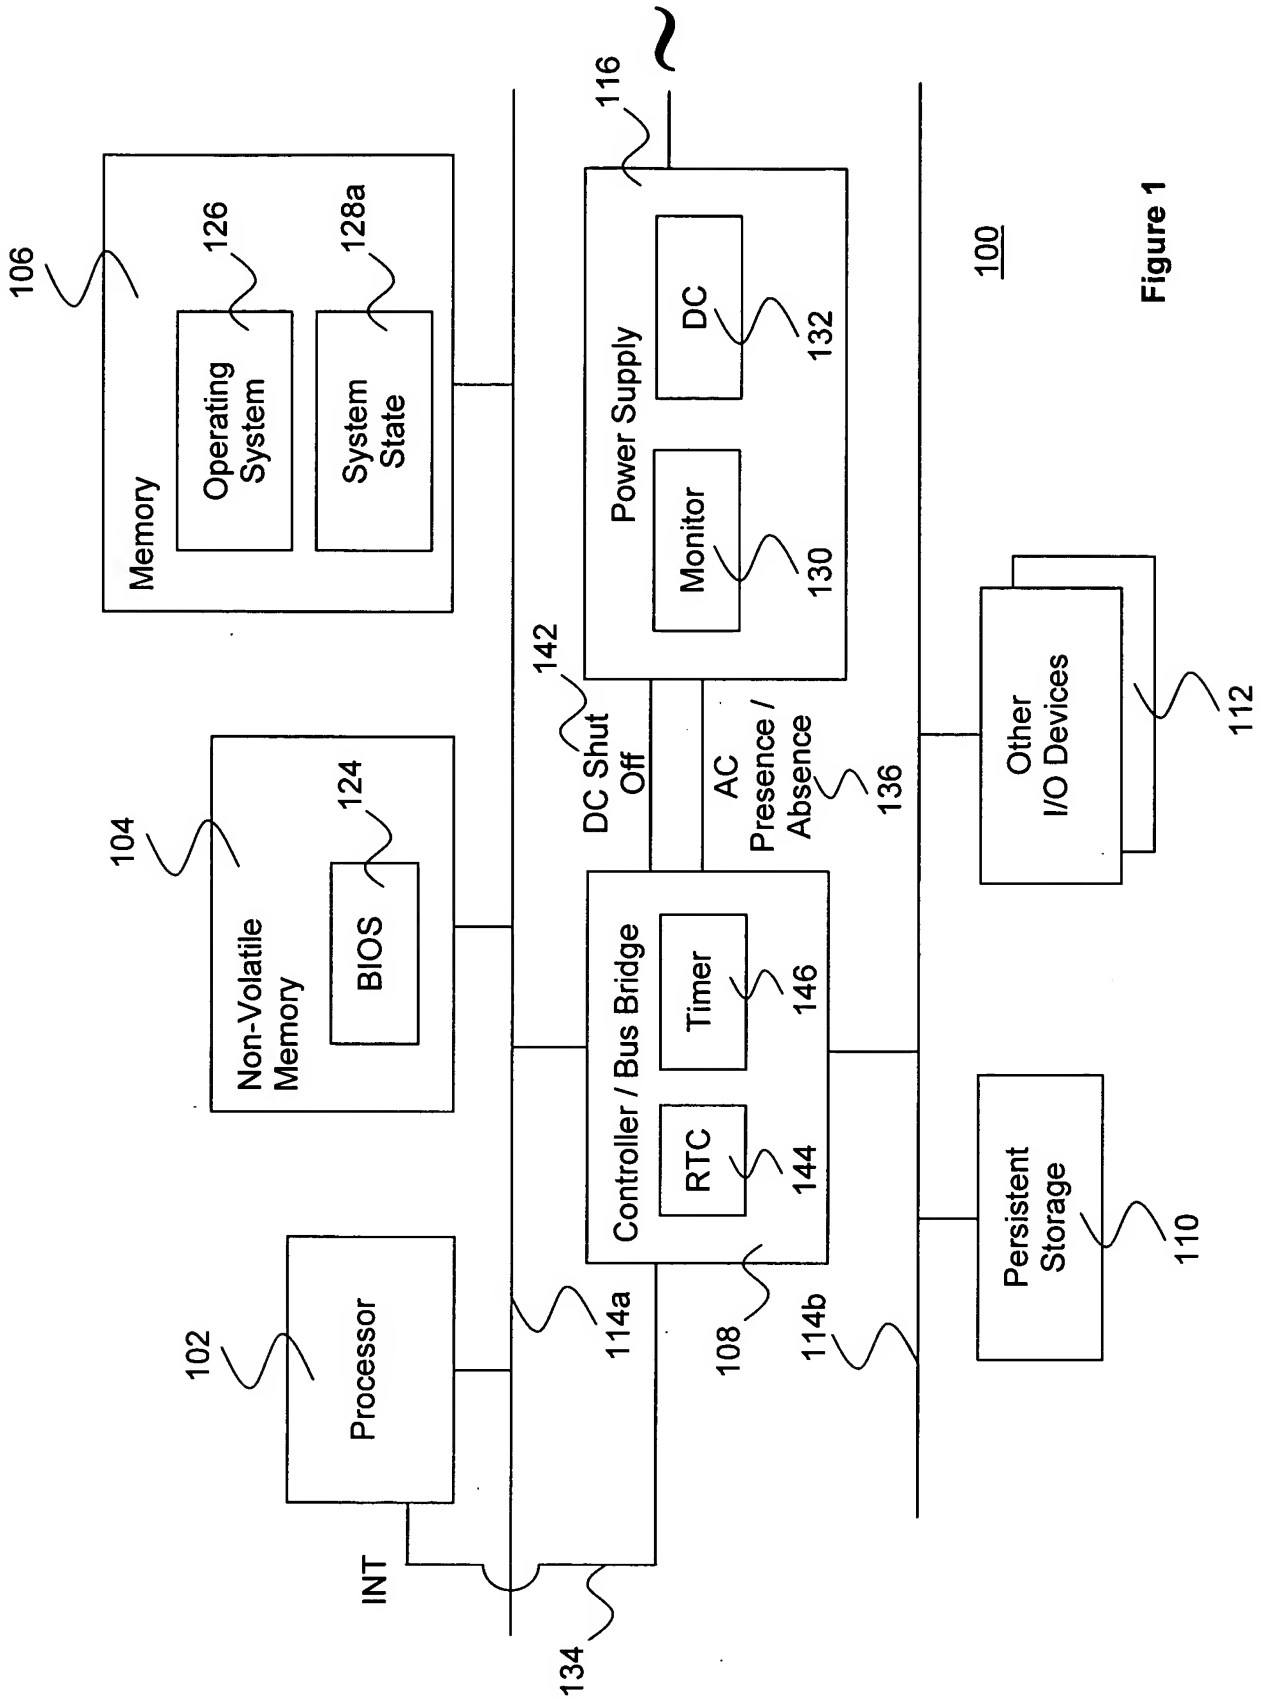 102
Processor
INT
134
114a
104
Non-Volatile
Memory
BIOS
124
106
Memory
Operating
System
126
System
State
128a
Controller / Bus Bridge
RTC
144
Timer
146
108
DC Shut
Off
142
AC
Presence /
Absence
136
116
Power Supply
Monitor
130
DC
132
~
114b
Persistent
Storage
110
Other
I/O Devices
112
100
Figure 1